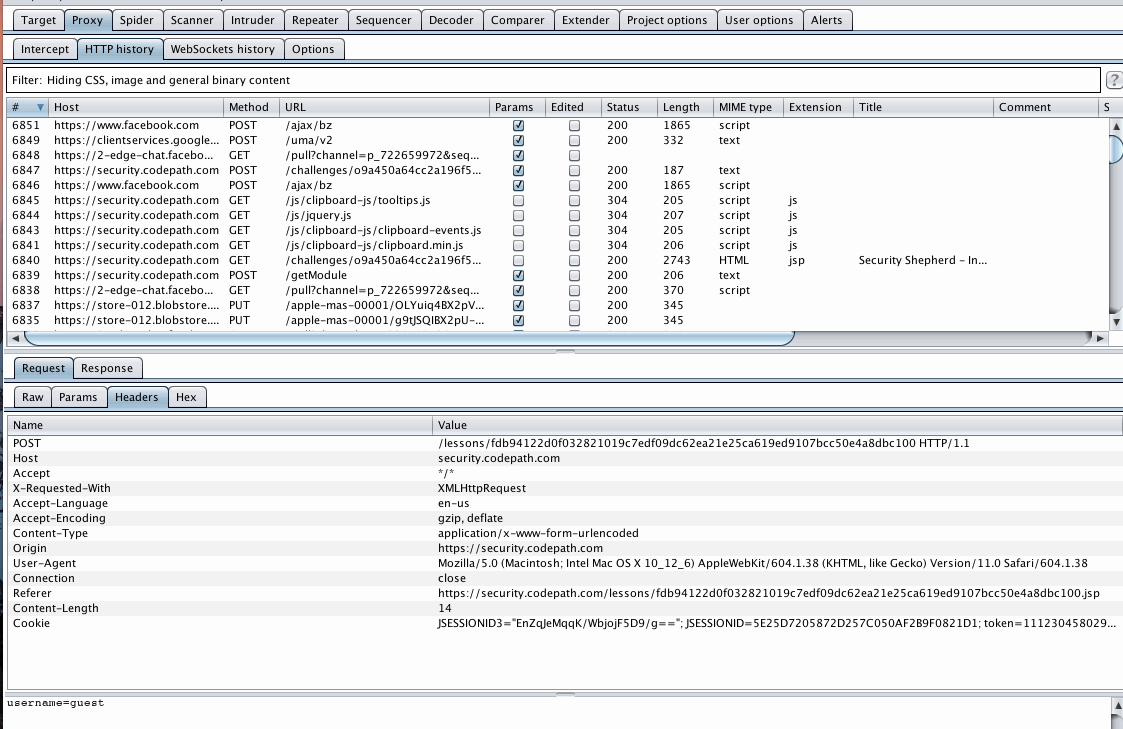 Target Proxy Spider Scanner Intruder Repeater Sequencer Decoder Comparer Extender Project options User options Alerts
Intercept HTTP history WebSockets history Options
Filter: Hiding CSS, image and general binary content ?
# Host Method URL Params Edited Status Length MIME type Extension Title Comment S
6851 https://www.facebook.com POST /ajax/bz 200 1865 script
6849 https://clientservices.google... POST /uma/v2 200 332 text
6848 https://2-edge-chat.facebo... GET /pull?channel=p_722659972&seq...
6847 https://security.codepath.com POST /challenges/o9a450a64cc2a196f5... 200 187 text
6846 https://www.facebook.com POST /ajax/bz 200 1865 script
6845 https://security.codepath.com GET /js/clipboard-js/tooltips.js 304 205 script js
6844 https://security.codepath.com GET /js/jquery.js 304 207 script js
6843 https://security.codepath.com GET /js/clipboard-js/clipboard-events.js 304 205 script js
6841 https://security.codepath.com GET /js/clipboard-js/clipboard.min.js 304 206 script js
6840 https://security.codepath.com GET /challenges/o9a450a64cc2a196f5... 200 2743 HTML jsp Security Shepherd - In...
6839 https://security.codepath.com POST /getModule 200 206 text
6838 https://2-edge-chat.facebo... GET /pull?channel=p_722659972&seq... 200 370 script
6837 https://store-012.blobstore.... PUT /apple-mas-00001/OLYuiq4BX2pV... 200 345
6835 https://store-012.blobstore.... PUT /apple-mas-00001/g9tJSQIBX2pU-... 200 345
Request Response
Raw Params Headers Hex
Name Value
POST /lessons/fdb94122d0f032821019c7edf09dc62ea21e25ca619ed9107bcc50e4a8dbc100 HTTP/1.1
Host security.codepath.com
Accept */*
X-Requested-With XMLHttpRequest
Accept-Language en-us
Accept-Encoding gzip, deflate
Content-Type application/x-www-form-urlencoded
Origin https://security.codepath.com
User-Agent Mozilla/5.0 (Macintosh; Intel Mac OS X 10_12_6) AppleWebKit/604.1.38 (KHTML, like Gecko) Version/11.0 Safari/604.1.38
Connection close
Referer https://security.codepath.com/lessons/fdb94122d0f032821019c7edf09dc62ea21e25ca619ed9107bcc50e4a8dbc100.jsp
Content-Length 14
Cookie JSESSIONID3="EnZqJeMqqK/WbjojF5D9/g=="; JSESSIONID=5E25D7205872D257C050AF2B9F0821D1; token=111230458029...
username=guest